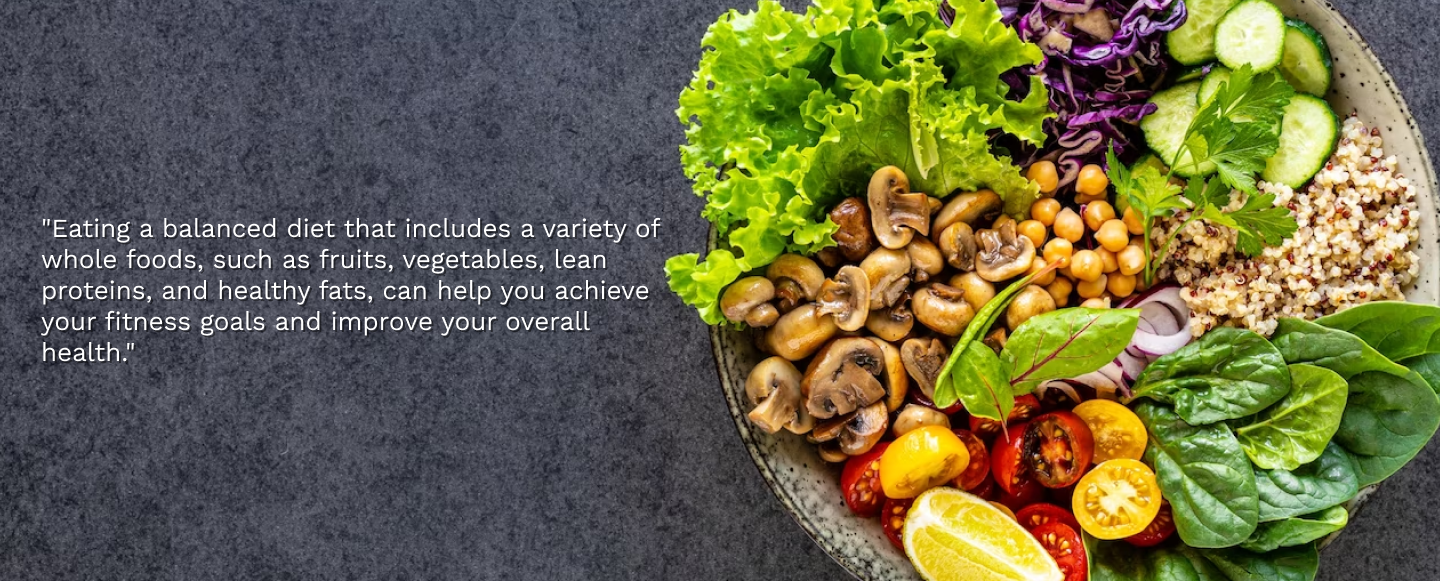 "Eating a balanced diet that includes a variety of
whole foods, such as fruits, vegetables, lean
proteins, and healthy fats, can help you achieve
your fitness goals and improve your overall
health."